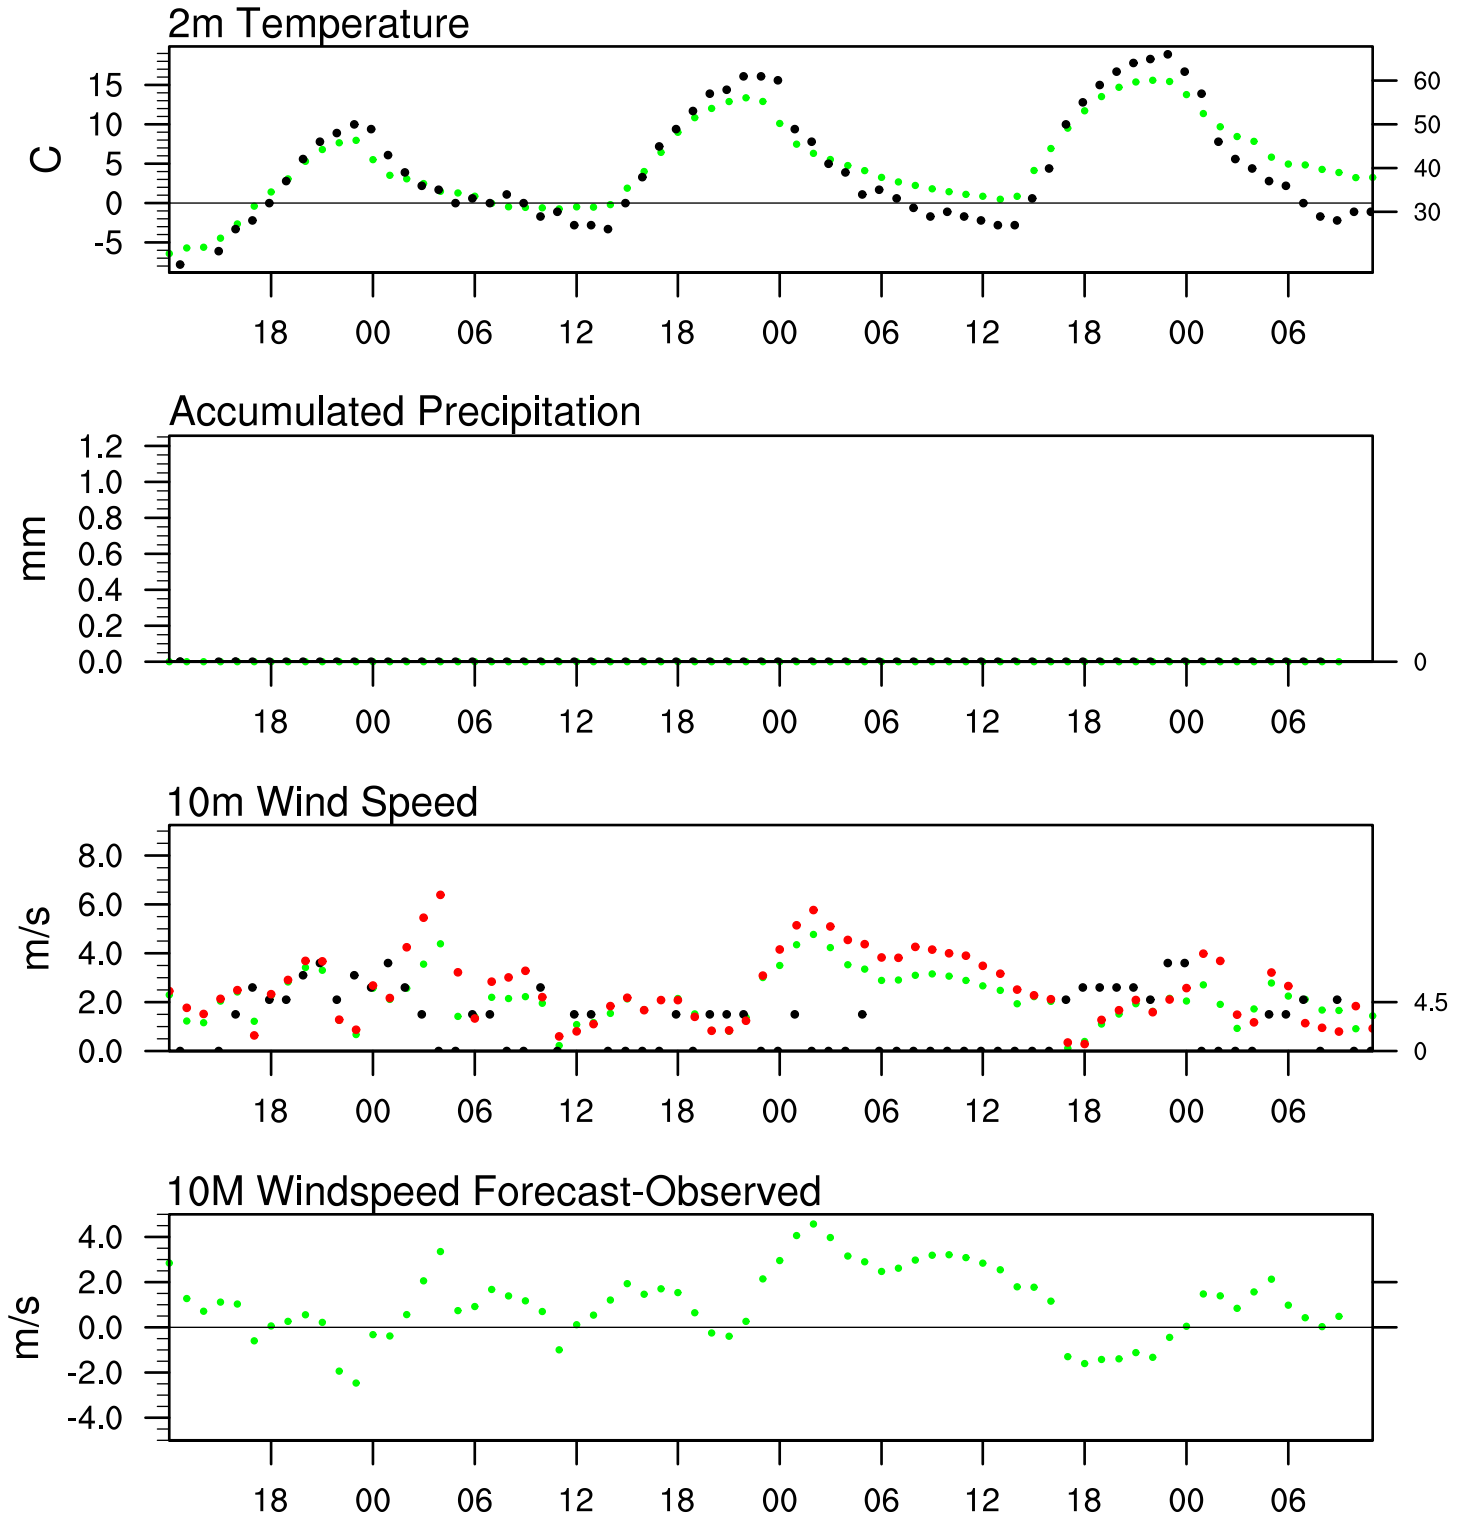 2m Temperature
C
15
10
5
0
-5
60
50
40
30
18 00 06 12 18 00 06 12 18 00 06
Accumulated Precipitation
mm
1.2
1.0
0.8
0.6
0.4
0.2
0.0
0
18 00 06 12 18 00 06 12 18 00 06
10m Wind Speed
m/s
8.0
6.0
4.0
2.0
0.0
4.5
0
18 00 06 12 18 00 06 12 18 00 06
10M Windspeed Forecast-Observed
m/s
4.0
2.0
0.0
-2.0
-4.0
18 00 06 12 18 00 06 12 18 00 06